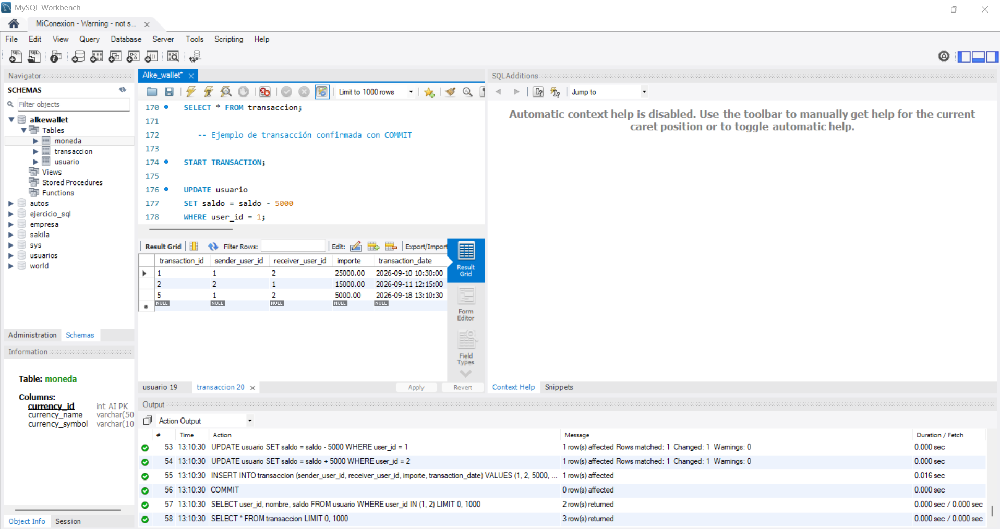 MySQL Workbench
MiConexion - Warning - not s...
File Edit View Query Database Server Tools Scripting Help
Navigator
SCHEMAS
Filter objects
alkewallet
Tables
moneda
transaccion
usuario
Views
Stored Procedures
Functions
autos
ejercicio_sql
empresa
sakila
sys
usuarios
world
Administration Schemas
Information
Table: moneda
Columns:
currency_id int AI PK
currency_name varchar(50
currency_symbol varchar(10
Object Info Session
Alke_wallet*
Limit to 1000 rows
170 SELECT * FROM transaccion;
171
172 -- Ejemplo de transacción confirmada con COMMIT
173
174 START TRANSACTION;
175
176 UPDATE usuario
177 SET saldo = saldo - 5000
178 WHERE user_id = 1;
Result Grid Filter Rows: Edit: Export/Import
transaction_id sender_user_id receiver_user_id importe transaction_date
1 1 2 25000.00 2026-09-10 10:30:00
2 2 1 15000.00 2026-09-11 12:15:00
5 1 2 5000.00 2026-09-18 13:10:30
NULL NULL NULL NULL NULL
Result Grid
Form Editor
Field Types
usuario 19 transaccion 20 Apply Revert
SQLAdditions
Jump to
Automatic context help is disabled. Use the toolbar to manually get help for the current
caret position or to toggle automatic help.
Context Help Snippets
Output
Action Output
# Time Action Message Duration / Fetch
53 13:10:30 UPDATE usuario SET saldo = saldo - 5000 WHERE user_id = 1 1 row(s) affected Rows matched: 1 Changed: 1 Warnings: 0 0.000 sec
54 13:10:30 UPDATE usuario SET saldo = saldo + 5000 WHERE user_id = 2 1 row(s) affected Rows matched: 1 Changed: 1 Warnings: 0 0.000 sec
55 13:10:30 INSERT INTO transaccion (sender_user_id, receiver_user_id, importe, transaction_date) VALUES (1, 2, 5000, ... 1 row(s) affected 0.016 sec
56 13:10:30 COMMIT 0 row(s) affected 0.000 sec
57 13:10:30 SELECT user_id, nombre, saldo FROM usuario WHERE user_id IN (1, 2) LIMIT 0, 1000 2 row(s) returned 0.000 sec / 0.000 sec
58 13:10:30 SELECT * FROM transaccion LIMIT 0, 1000 3 row(s) returned 0.000 sec / 0.000 sec